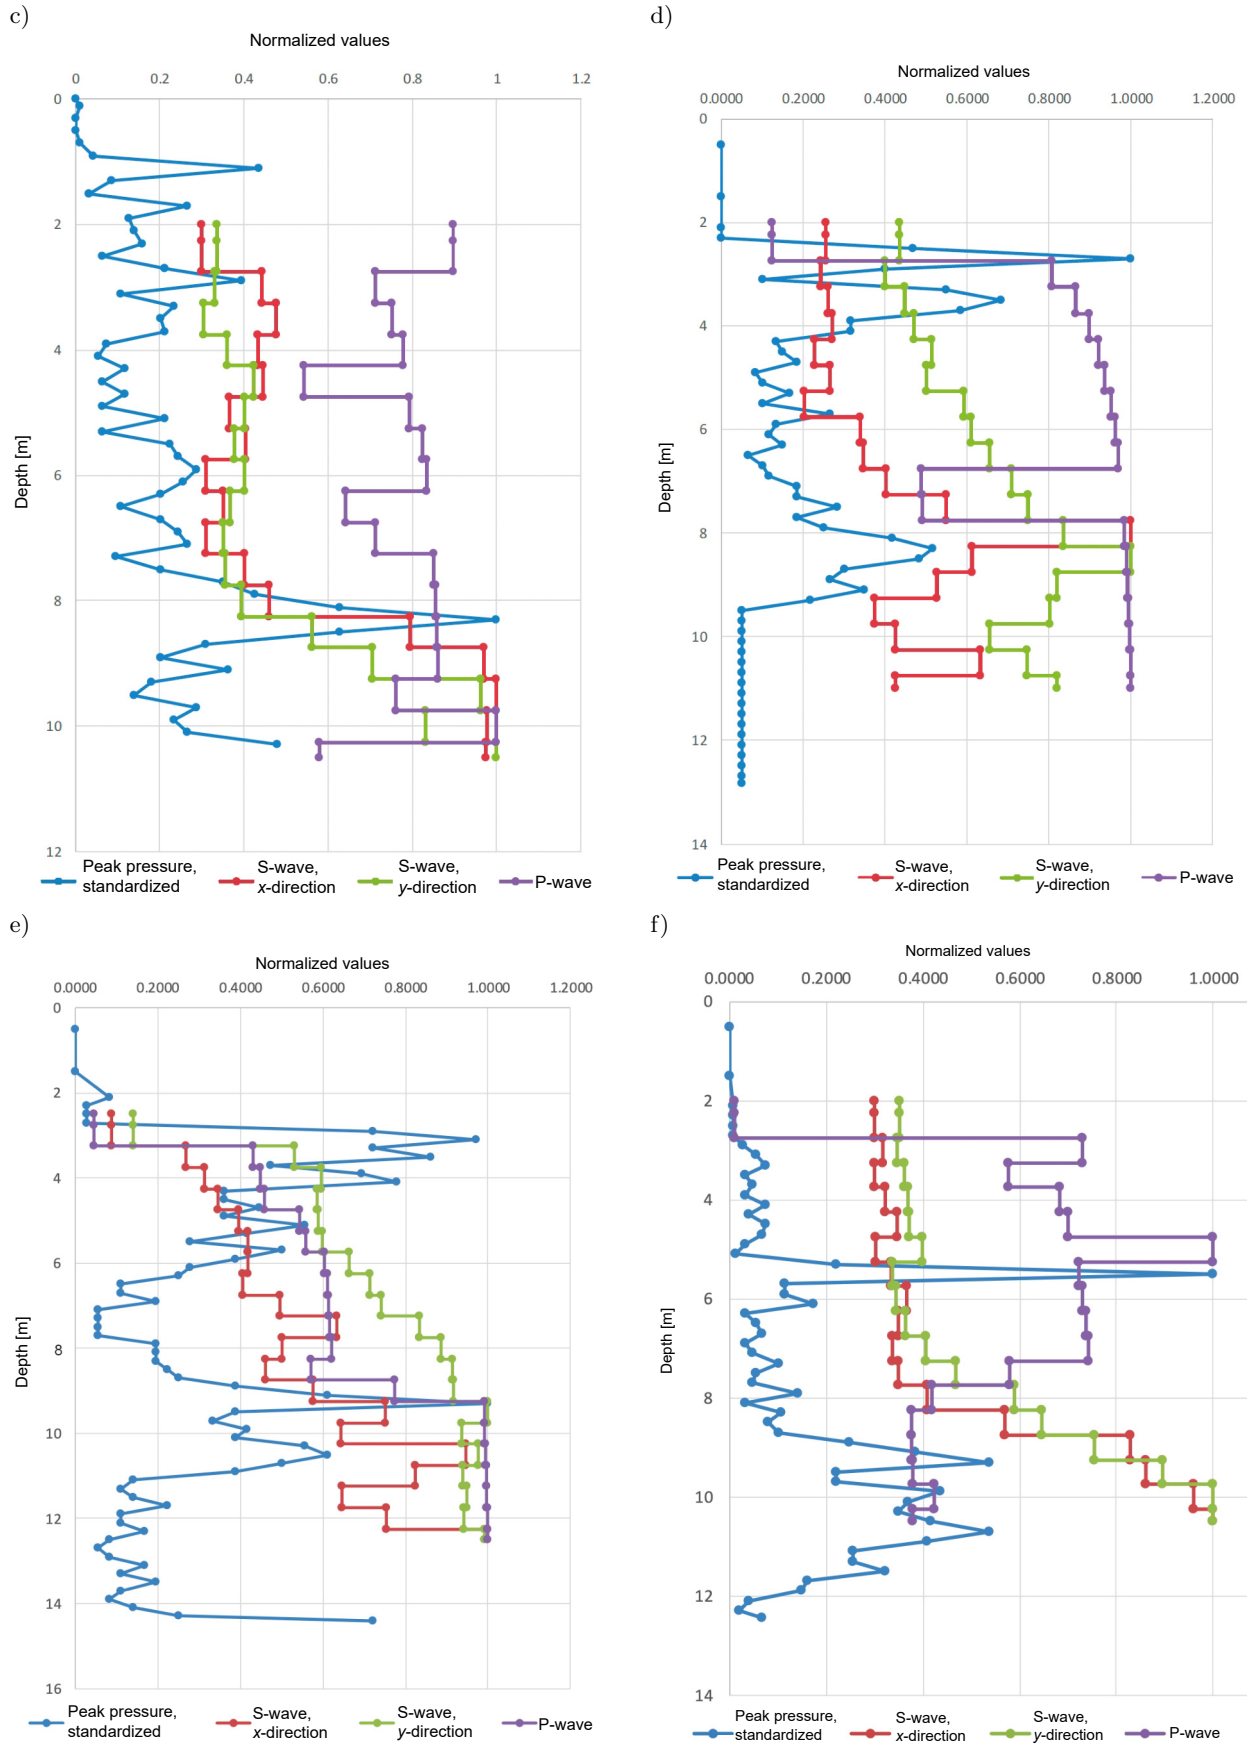 c)
Normalized values
0 0.2 0.4 0.6 0.8 1 1.2
0
2
4
6
8
10
12
Depth [m]
Peak pressure, standardized
S-wave, x-direction
S-wave, y-direction
P-wave
d)
Normalized values
0.0000 0.2000 0.4000 0.6000 0.8000 1.0000 1.2000
0
2
4
6
8
10
12
14
Depth [m]
Peak pressure, standardized
S-wave, x-direction
S-wave, y-direction
P-wave
e)
Normalized values
0.0000 0.2000 0.4000 0.6000 0.8000 1.0000 1.2000
0
2
4
6
8
10
12
14
16
Depth [m]
Peak pressure, standardized
S-wave, x-direction
S-wave, y-direction
P-wave
f)
Normalized values
0.0000 0.2000 0.4000 0.6000 0.8000 1.0000
0
2
4
6
8
10
12
14
Depth [m]
Peak pressure, standardized
S-wave, x-direction
S-wave, y-direction
P-wave